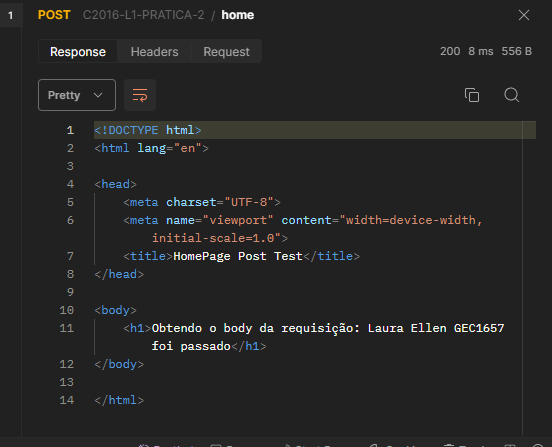 1 POST C2016-L1-PRATICA-2 / home
Response Headers Request 200 8 ms 556 B
Pretty
1 <!DOCTYPE html>
2 <html lang="en">
3
4 <head>
5 <meta charset="UTF-8">
6 <meta name="viewport" content="width=device-width,
initial-scale=1.0">
7 <title>HomePage Post Test</title>
8 </head>
9
10 <body>
11 <h1>Obtendo o body da requisição: Laura Ellen GEC1657
foi passado</h1>
12 </body>
13
14 </html>